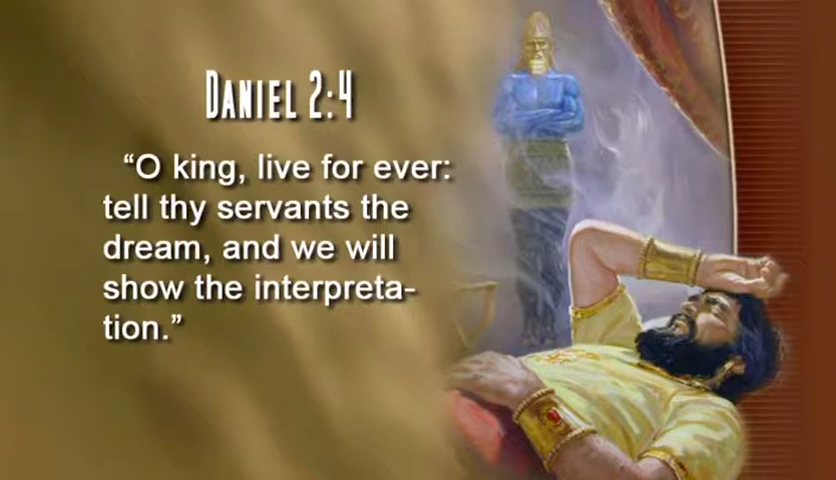 DANIEL 2:4
“O king, live for ever:
tell thy servants the
dream, and we will
show the interpreta-
tion.”